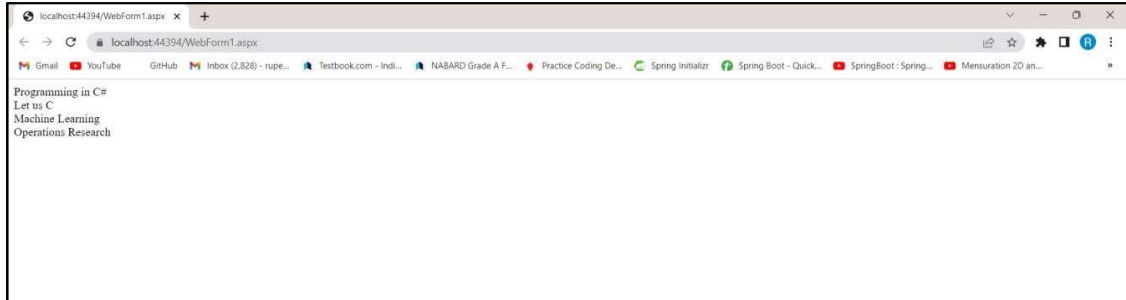 localhost:44394/WebForm1.aspx
localhost:44394/WebForm1.aspx
R
Gmail YouTube GitHub Inbox (2,828) - rupe... Testbook.com - Indi... NABARD Grade A F... Practice Coding De... Spring Initializr Spring Boot - Quick... SpringBoot : Spring... Mensuration 2D an... »
Programming in C#
Let us C
Machine Learning
Operations Research